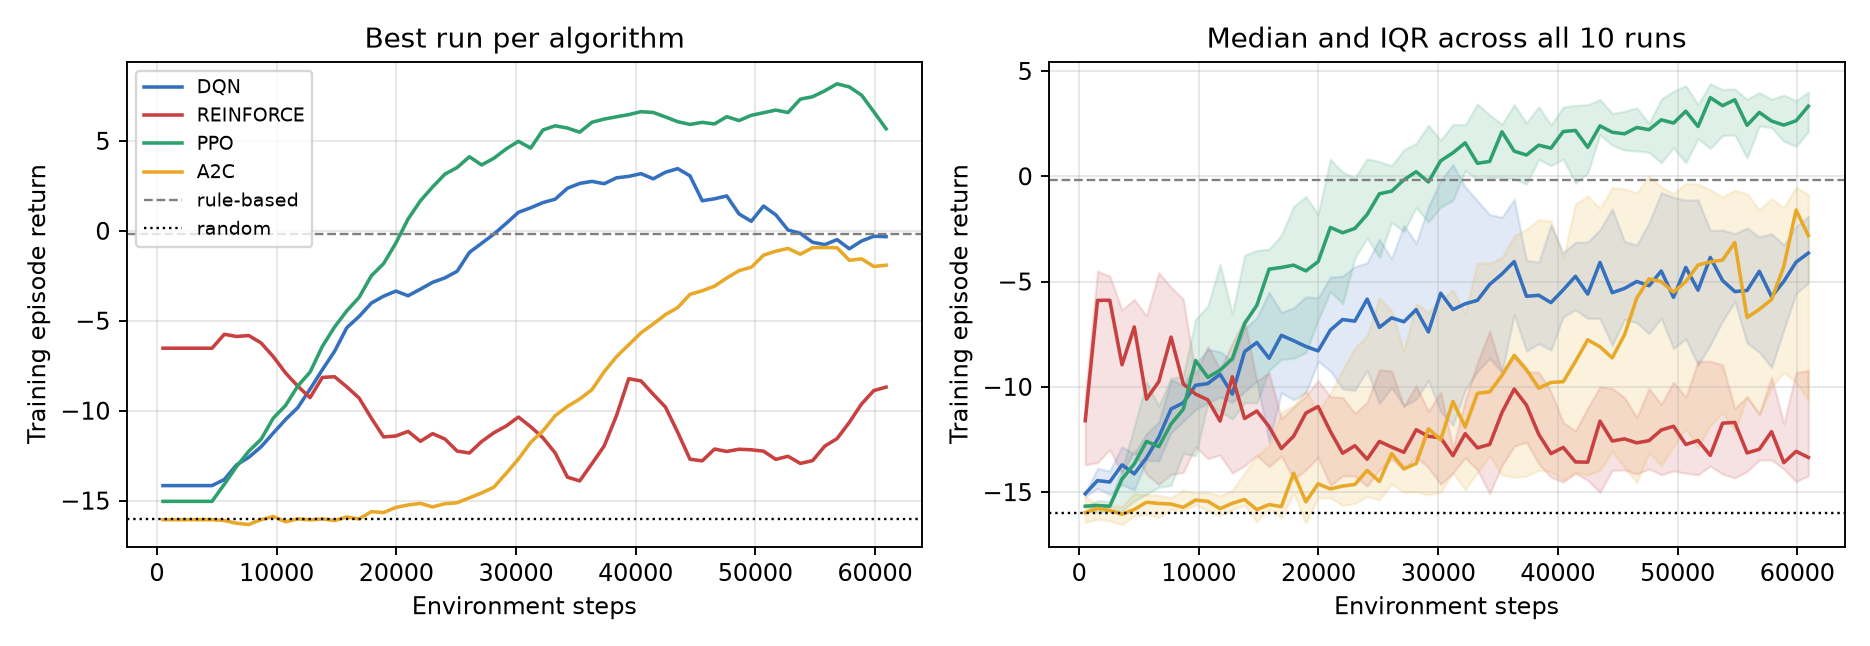 Best run per algorithm
DQN
REINFORCE
PPO
A2C
rule-based
random
Training episode return
5
0
−5
−10
−15
0
10000
20000
30000
40000
50000
60000
Environment steps
Median and IQR across all 10 runs
Training episode return
5
0
−5
−10
−15
0
10000
20000
30000
40000
50000
60000
Environment steps